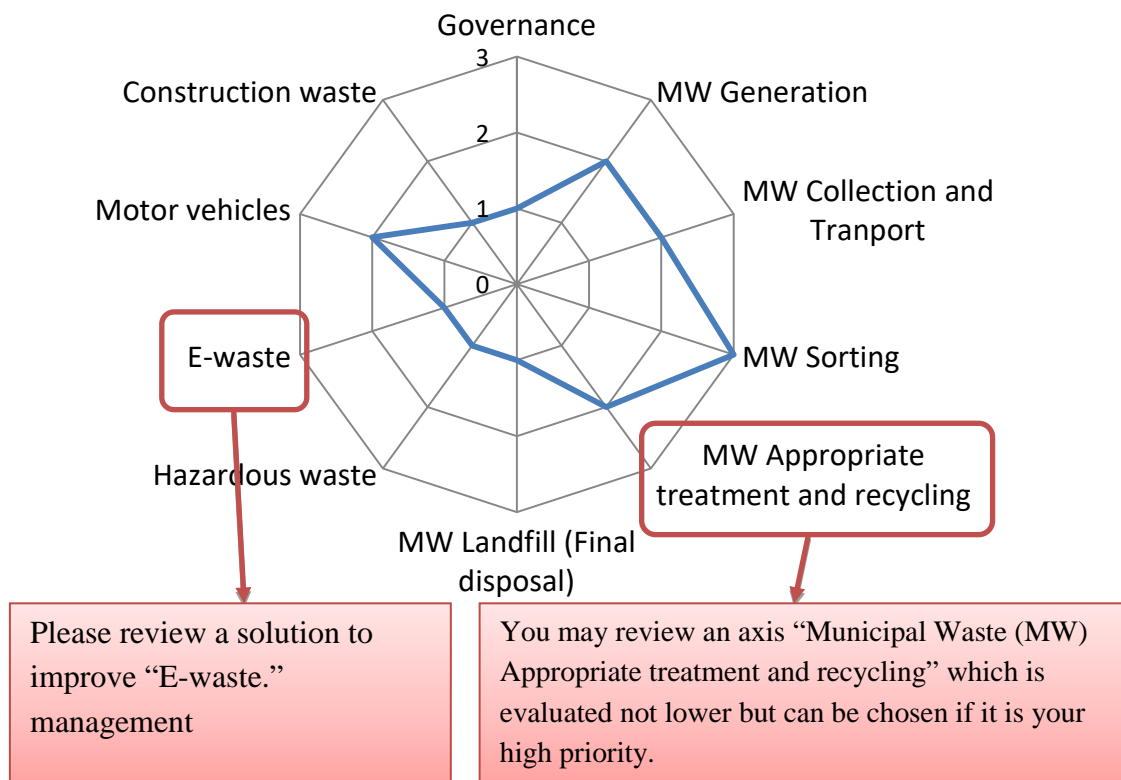 Governance
3
Construction waste
MW Generation
2
Motor vehicles
1
MW Collection and
Tranport
0
E-waste
MW Sorting
Hazardous waste
MW Appropriate
treatment and recycling
MW Landfill (Final
disposal)
Please review a solution to
improve “E-waste.”
management
You may review an axis “Municipal Waste (MW)
Appropriate treatment and recycling” which is
evaluated not lower but can be chosen if it is your
high priority.